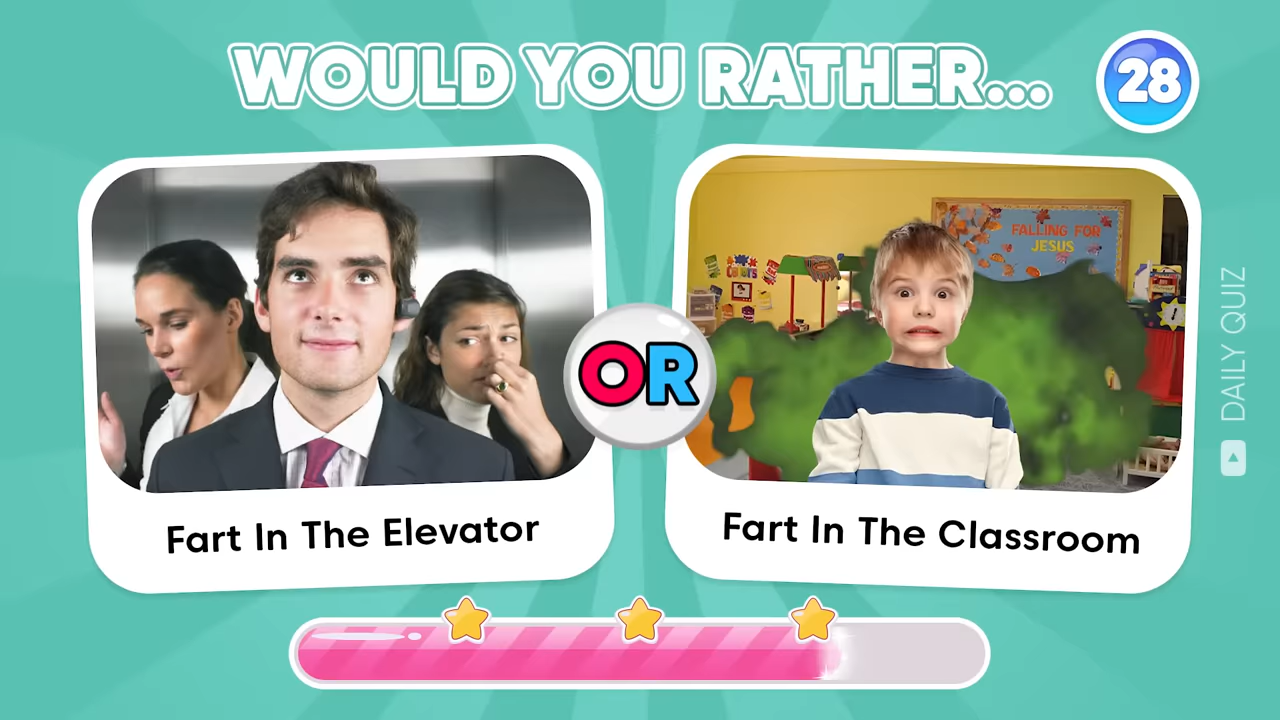 WOULD YOU RATHER...
28
FALLING FOR
JESUS
OR
Fart In The Elevator
Fart In The Classroom
DAILY QUIZ